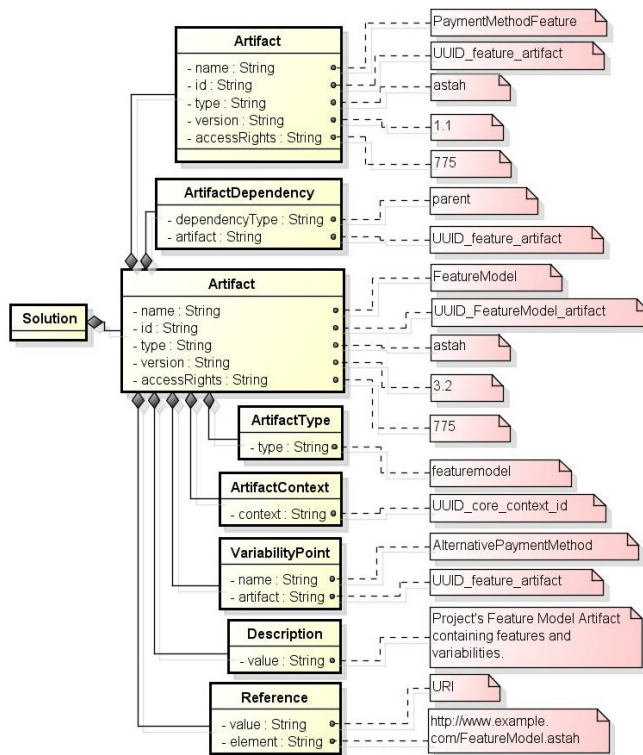 Artifact
- name : String
- id : String
- type : String
- version : String
- accessRights : String
PaymentMethodFeature
UUID_feature_artifact
astah
1.1
775
ArtifactDependency
- dependencyType : String
- artifact : String
parent
UUID_feature_artifact
Solution
Artifact
- name : String
- id : String
- type : String
- version : String
- accessRights : String
FeatureModel
UUID_FeatureModel_artifact
astah
3.2
775
ArtifactType
- type : String
featuremodel
ArtifactContext
- context : String
UUID_core_context_id
VariabilityPoint
- name : String
- artifact : String
AlternativePaymentMethod
UUID_feature_artifact
Description
- value : String
Project's Feature Model Artifact
containing features and
variabilities.
Reference
- value : String
- element : String
URI
http://www.example.
com/FeatureModel.astah